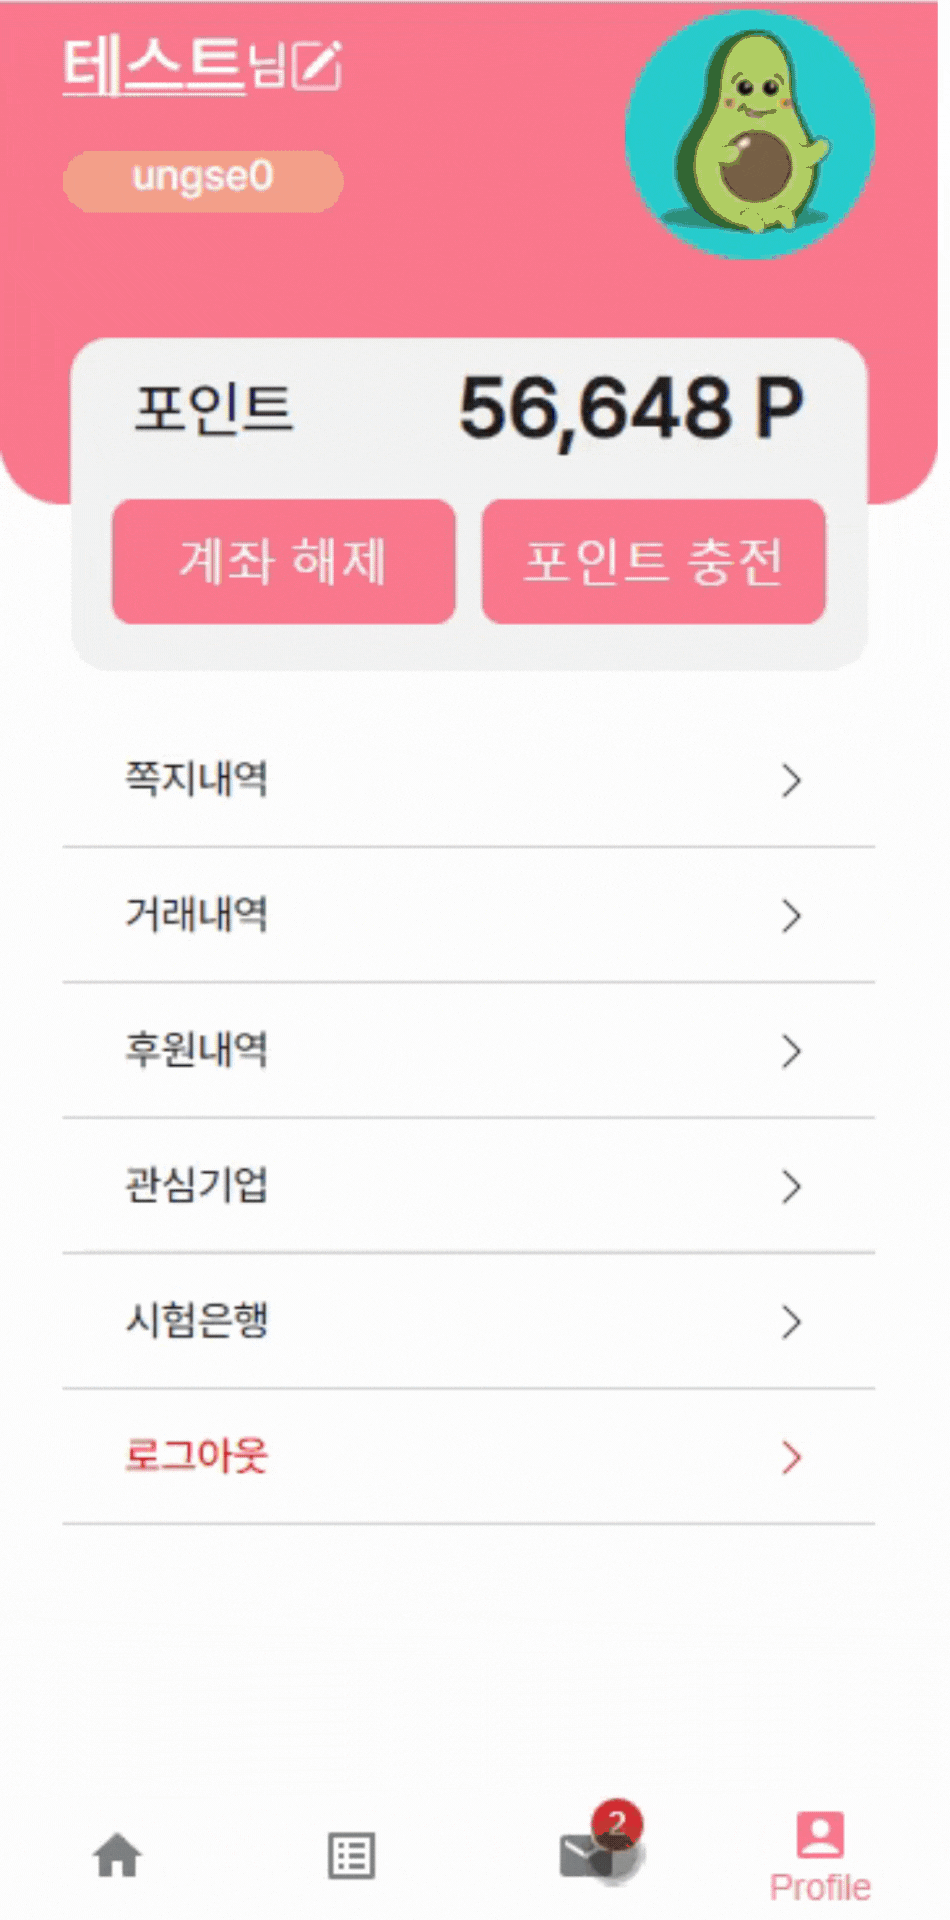 테스트님
ungse0
포인트 56,648 P
계좌 해제 포인트 충전
쪽지내역
거래내역
후원내역
관심기업
시험은행
로그아웃
2
Profile